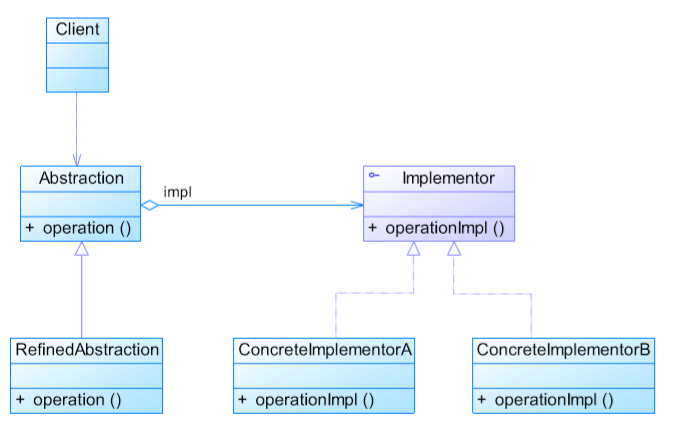 Client
Abstraction
+ operation ()
impl
Implementor
+ operationImpl ()
RefinedAbstraction
+ operation ()
ConcreteImplementorA
+ operationImpl ()
ConcreteImplementorB
+ operationImpl ()